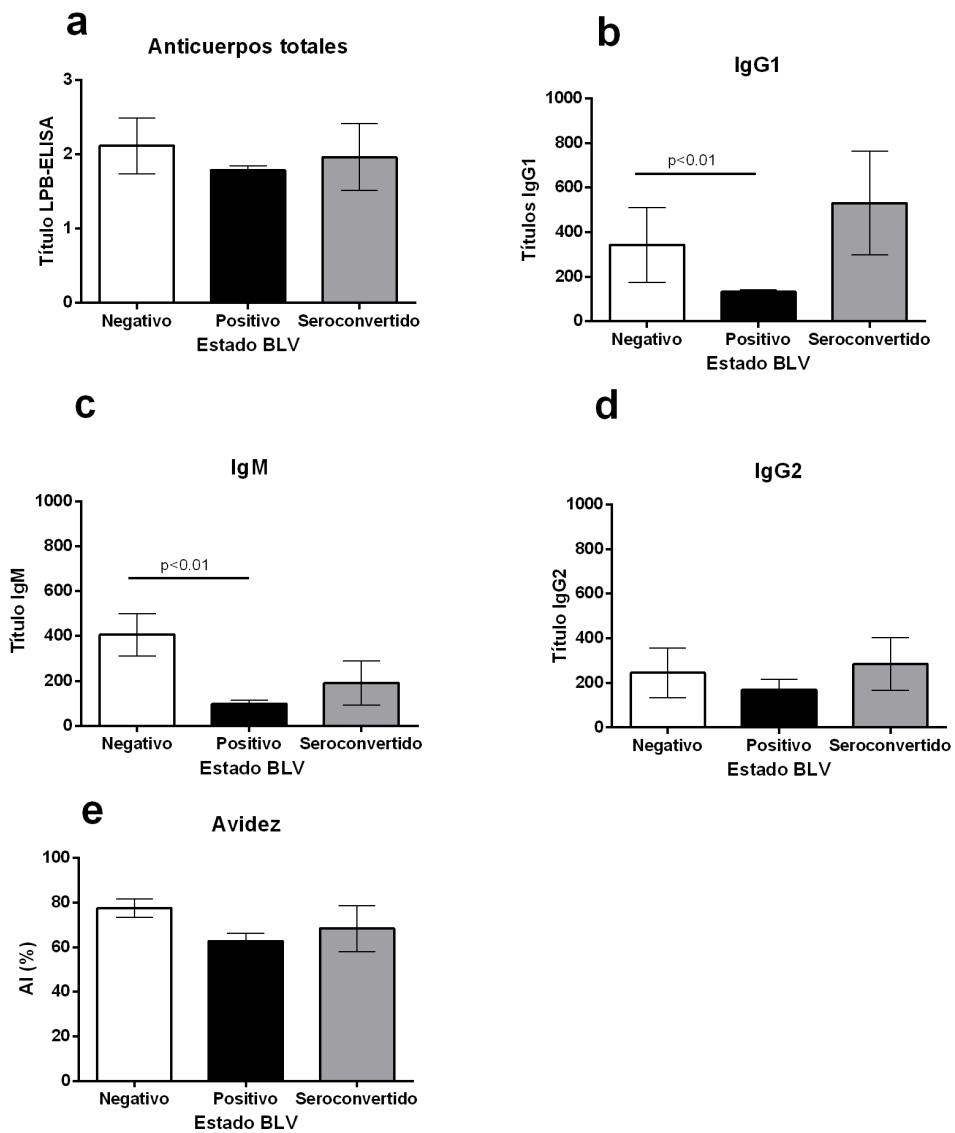 a
Anticuerpos totales
Título LPB-ELISA
3
2
1
0
Negativo Positivo Seroconvertido
Estado BLV
b
IgG1
Títulos IgG1
1000
800
600
400
200
0
p<0.01
Negativo Positivo Seroconvertido
Estado BLV
c
IgM
Título IgM
1000
800
600
400
200
0
p<0.01
Negativo Positivo Seroconvertido
Estado BLV
d
IgG2
Título IgG2
1000
800
600
400
200
0
Negativo Positivo Seroconvertido
Estado BLV
e
Avidez
AI (%)
100
80
60
40
20
0
Negativo Positivo Seroconvertido
Estado BLV